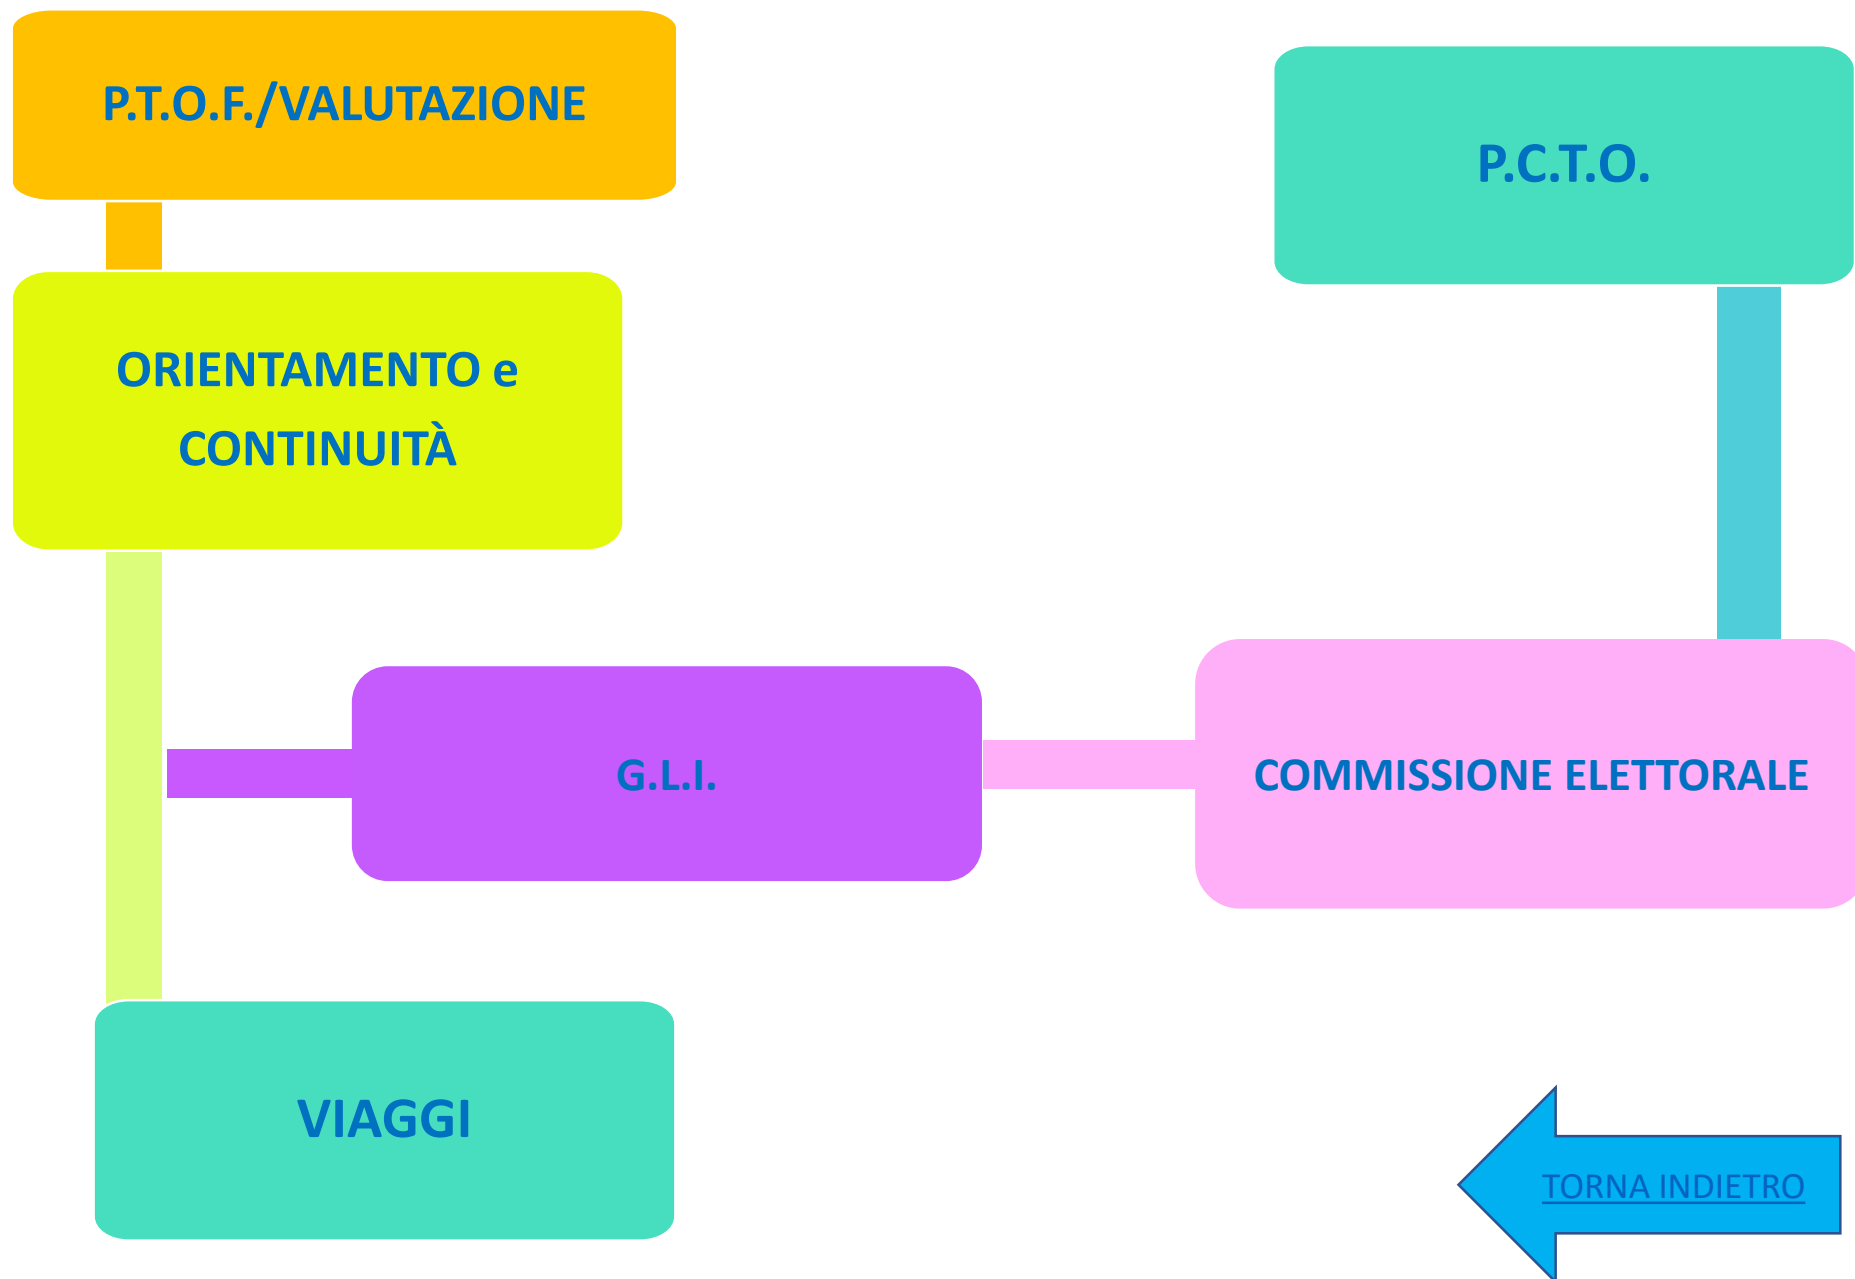 P.T.O.F./VALUTAZIONE
P.C.T.O.
ORIENTAMENTO e
CONTINUITÀ
G.L.I.
COMMISSIONE ELETTORALE
VIAGGI
TORNA INDIETRO